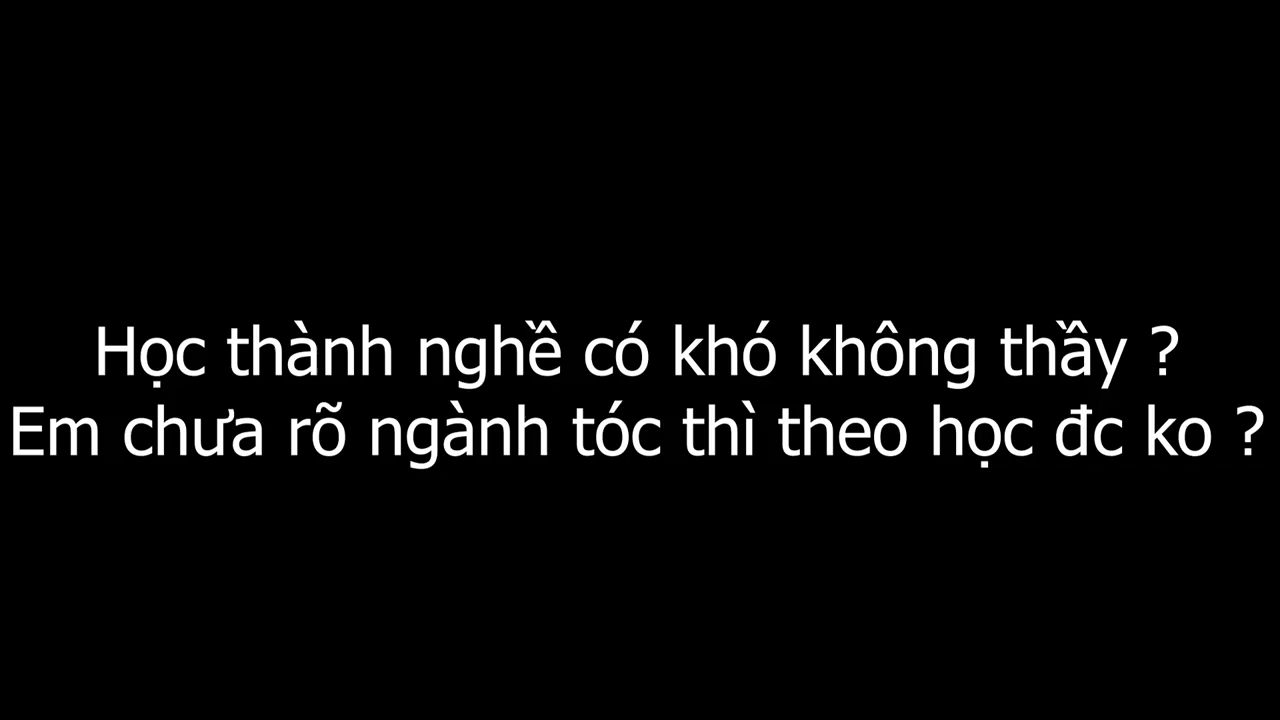 Học thành nghề có khó không thầy ?
Em chưa rõ ngành tóc thì theo học đc ko ?